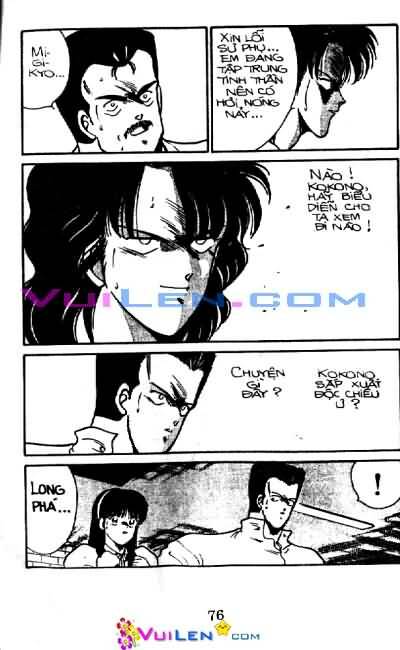 MI-
GI-
KYO...
XIN LỖI
SƯ PHỤ...
EM ĐANG
TẬP TRUNG
TINH THẦN
NÊN CÓ
HƠI NÓNG
NẢY...
NÀO!
KOKONO,
HÃY BIỂU
DIỄN CHO
TA XEM
ĐI NÀO!
VUILEN.COM
CHUYỆN
GÌ
ĐÂY?
KOKONO,
SẮP XUẤT
ĐỘC CHIÊU
Ư?
LONG
PHÁ...
!
76
VUILEN.COM